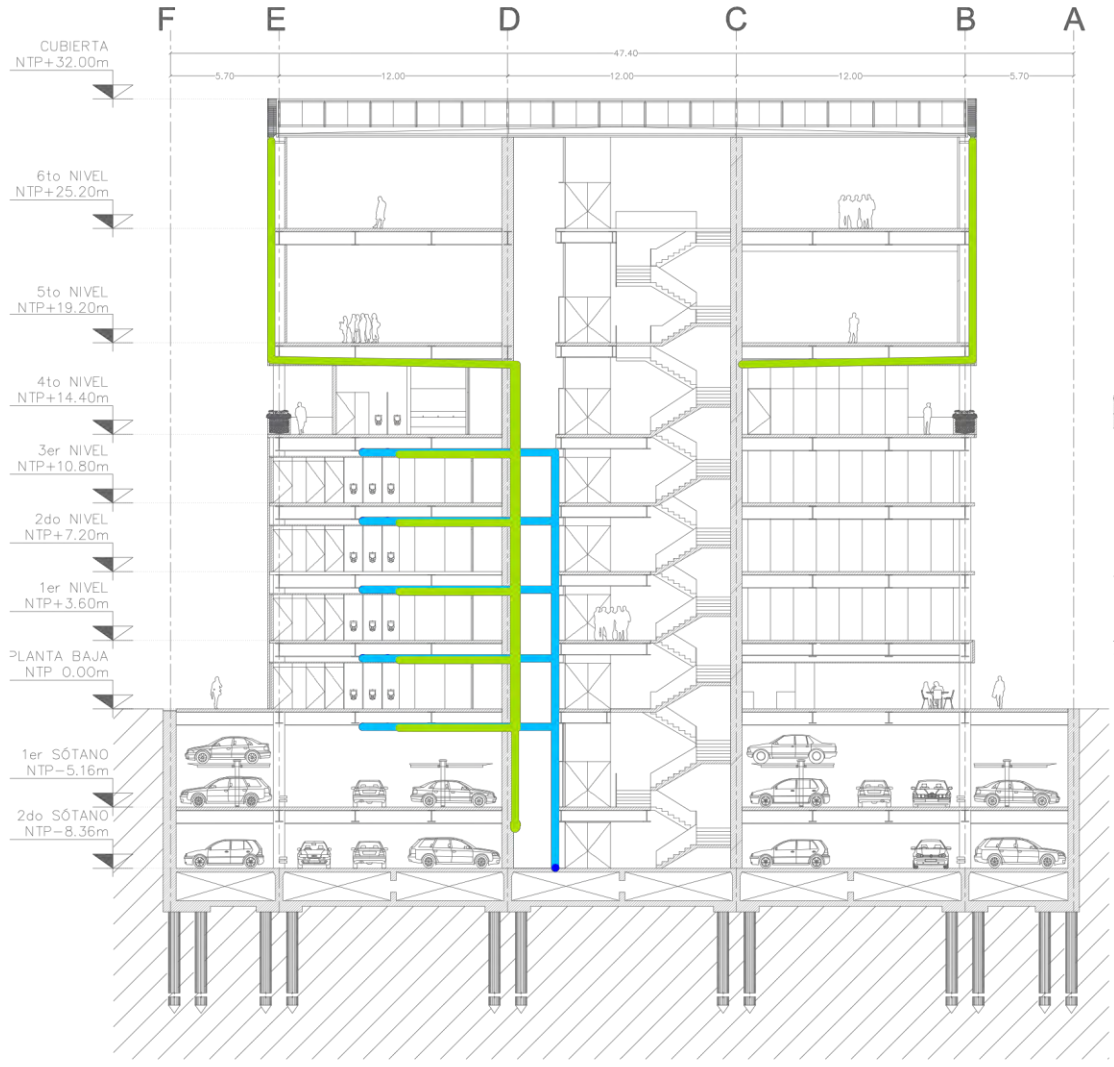 F E D C B A
47.40
5.70 12.00 12.00 12.00 5.70
CUBIERTA
NTP+32.00m
6to NIVEL
NTP+25.20m
5to NIVEL
NTP+19.20m
4to NIVEL
NTP+14.40m
3er NIVEL
NTP+10.80m
2do NIVEL
NTP+7.20m
1er NIVEL
NTP+3.60m
PLANTA BAJA
NTP 0.00m
1er SÓTANO
NTP-5.16m
2do SÓTANO
NTP-8.36m